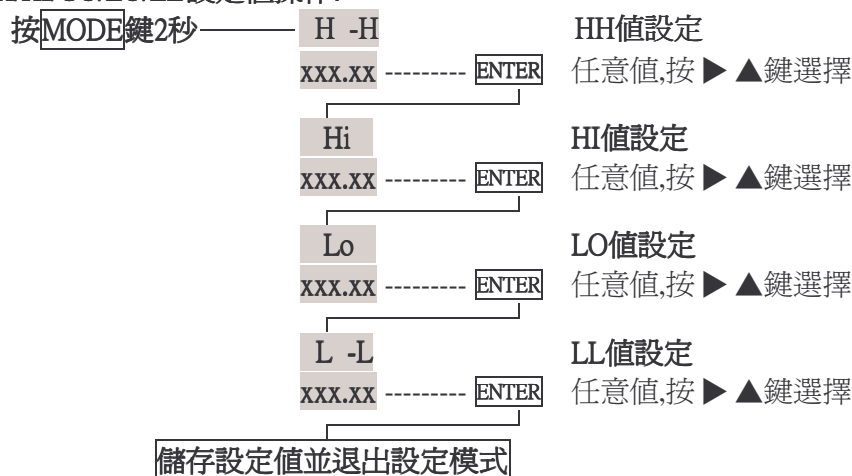 按MODE鍵2秒 H -H HH值設定
xxx.xx --------- ENTER 任意值,按 ▶ ▲鍵選擇
Hi HI值設定
xxx.xx --------- ENTER 任意值,按 ▶ ▲鍵選擇
Lo LO值設定
xxx.xx --------- ENTER 任意值,按 ▶ ▲鍵選擇
L -L LL值設定
xxx.xx --------- ENTER 任意值,按 ▶ ▲鍵選擇
儲存設定值並退出設定模式